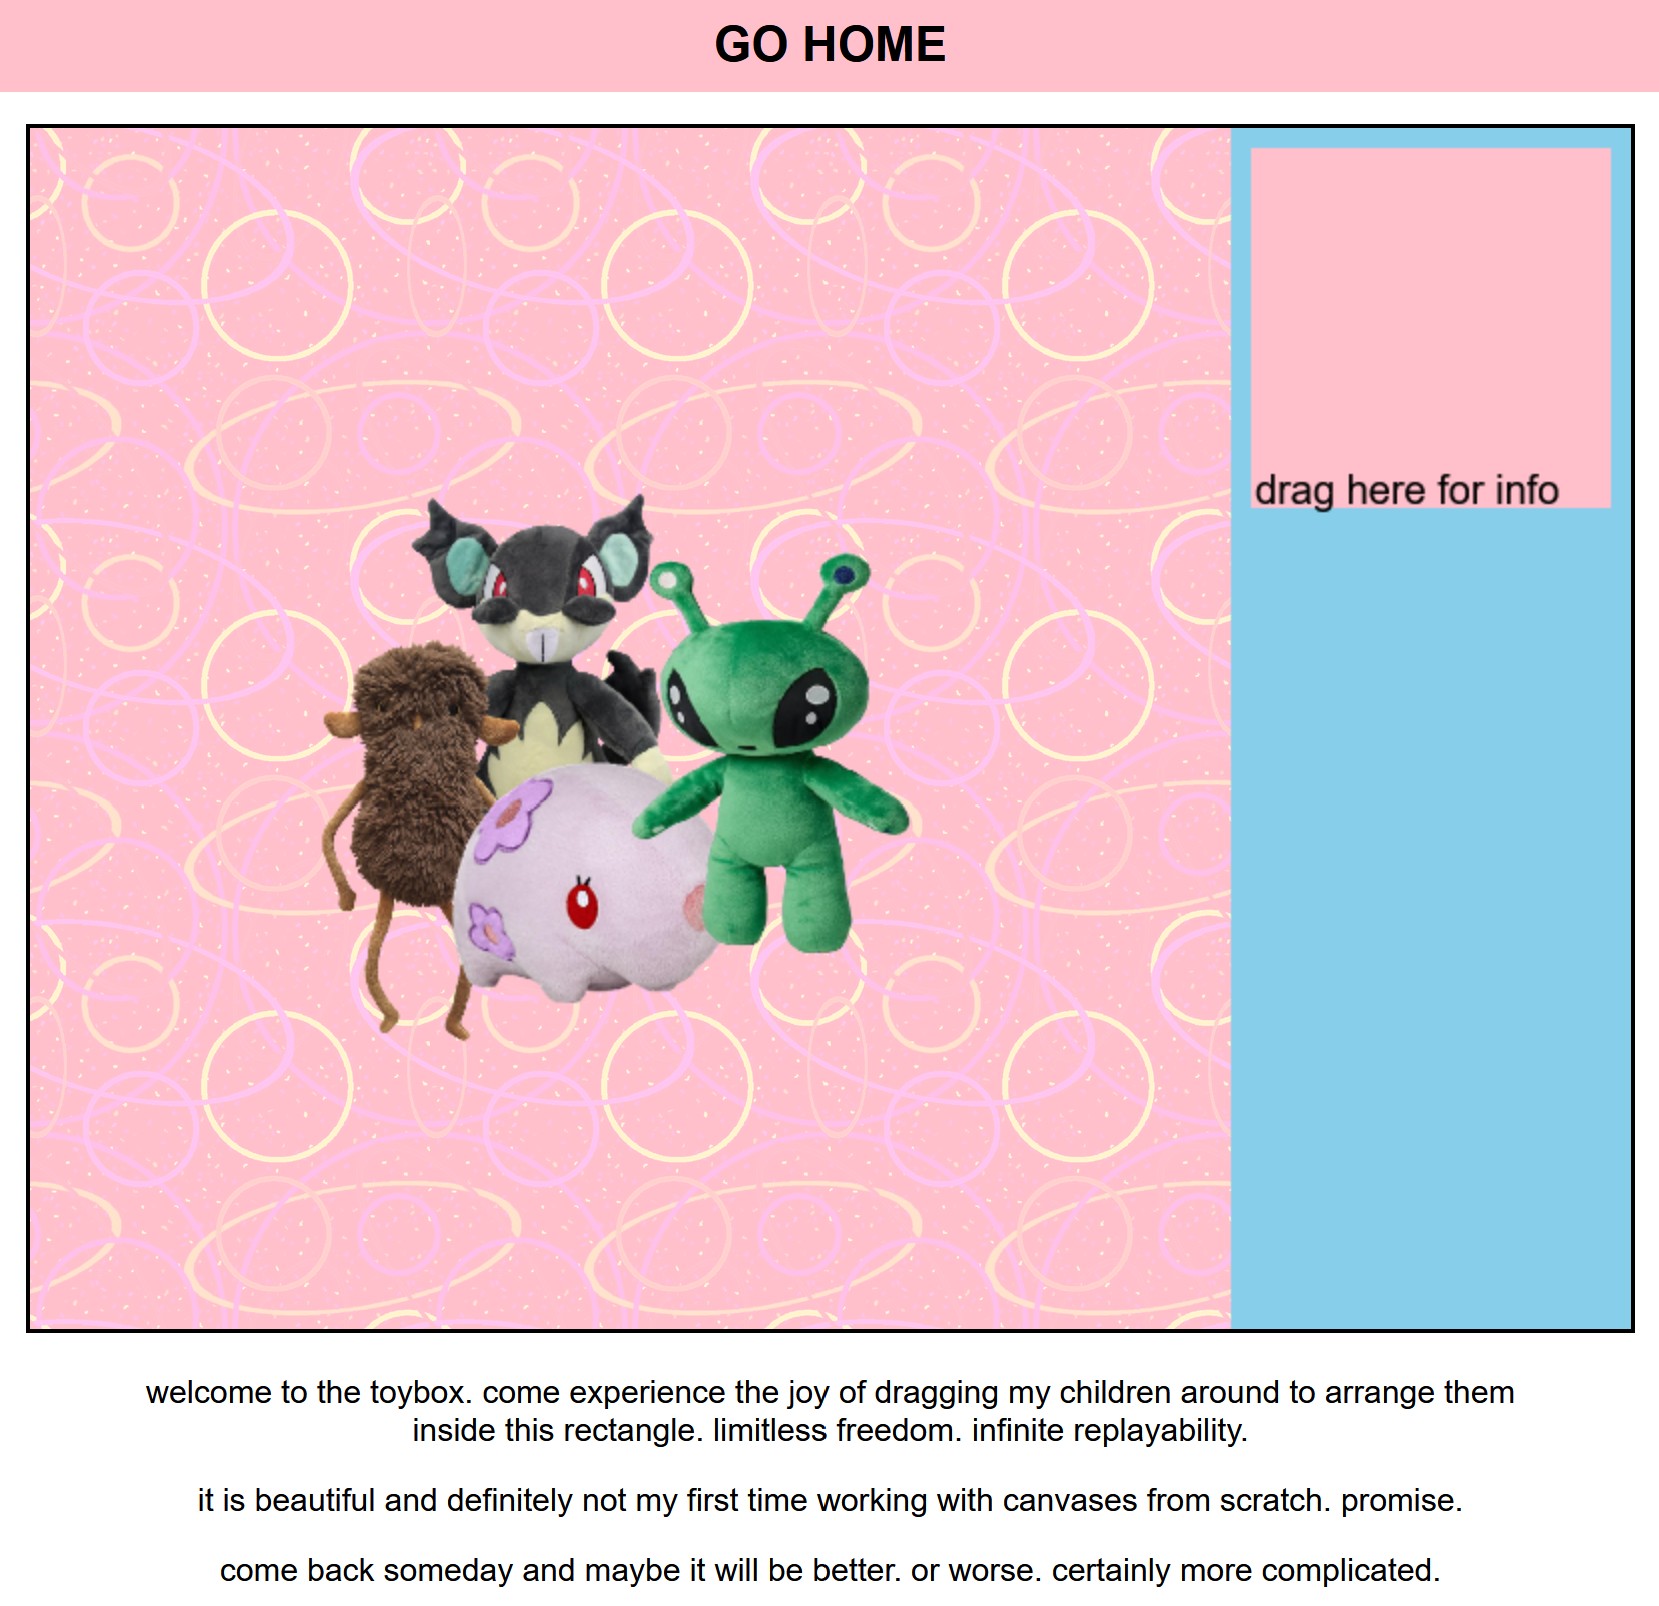 GO HOME
drag here for info
welcome to the toybox. come experience the joy of dragging my children around to arrange them
inside this rectangle. limitless freedom. infinite replayability.
it is beautiful and definitely not my first time working with canvases from scratch. promise.
come back someday and maybe it will be better. or worse. certainly more complicated.